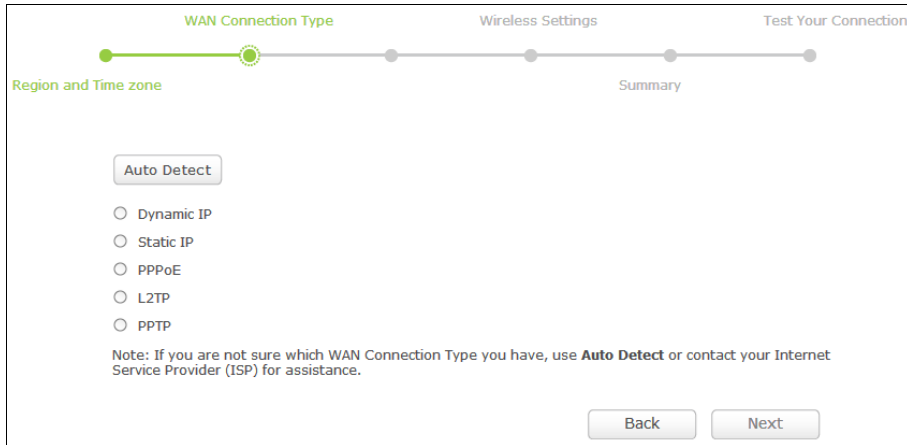 WAN Connection Type
Wireless Settings
Test Your Connection
Region and Time zone
Summary
Auto Detect
Dynamic IP
Static IP
PPPoE
L2TP
PPTP
Note: If you are not sure which WAN Connection Type you have, use Auto Detect or contact your Internet
Service Provider (ISP) for assistance.
Back
Next